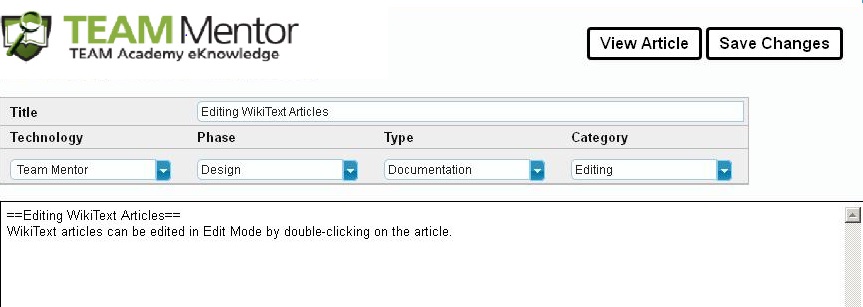 TEAM Mentor
TEAM Academy eKnowledge
View Article Save Changes
Title Editing WikiText Articles
Technology Phase Type Category
Team Mentor Design Documentation Editing
==Editing WikiText Articles==
WikiText articles can be edited in Edit Mode by double-clicking on the article.